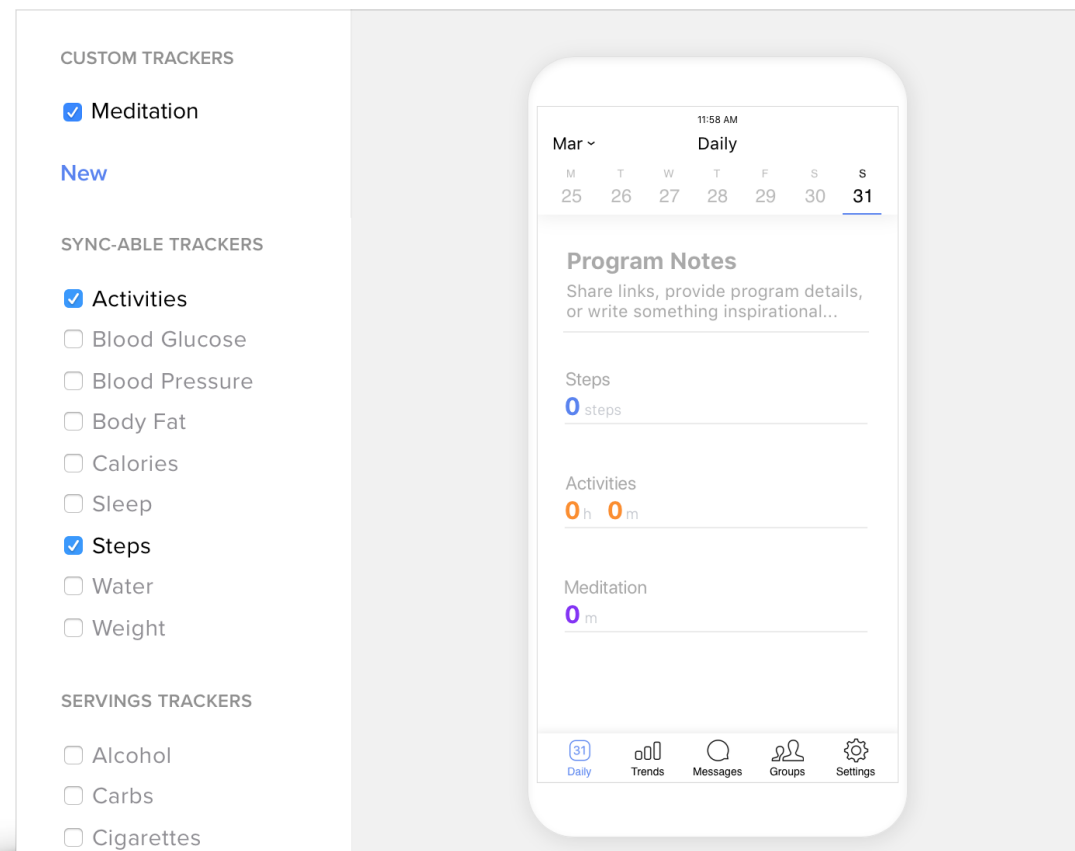 CUSTOM TRACKERS
Meditation
New
SYNC-ABLE TRACKERS
Activities
Blood Glucose
Blood Pressure
Body Fat
Calories
Sleep
Steps
Water
Weight
SERVINGS TRACKERS
Alcohol
Carbs
Cigarettes
11:58 AM
Mar Daily
M T W T F S S
25 26 27 28 29 30 31
Program Notes
Share links, provide program details,
or write something inspirational...
Steps
0 steps
Activities
0 h 0 m
Meditation
0 m
31
Daily Trends Messages Groups Settings